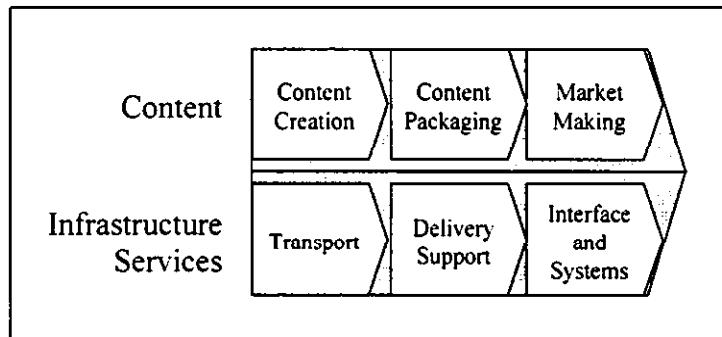 Content
Content
Creation
Content
Packaging
Market
Making
Infrastructure
Services
Transport
Delivery
Support
Interface
and
Systems